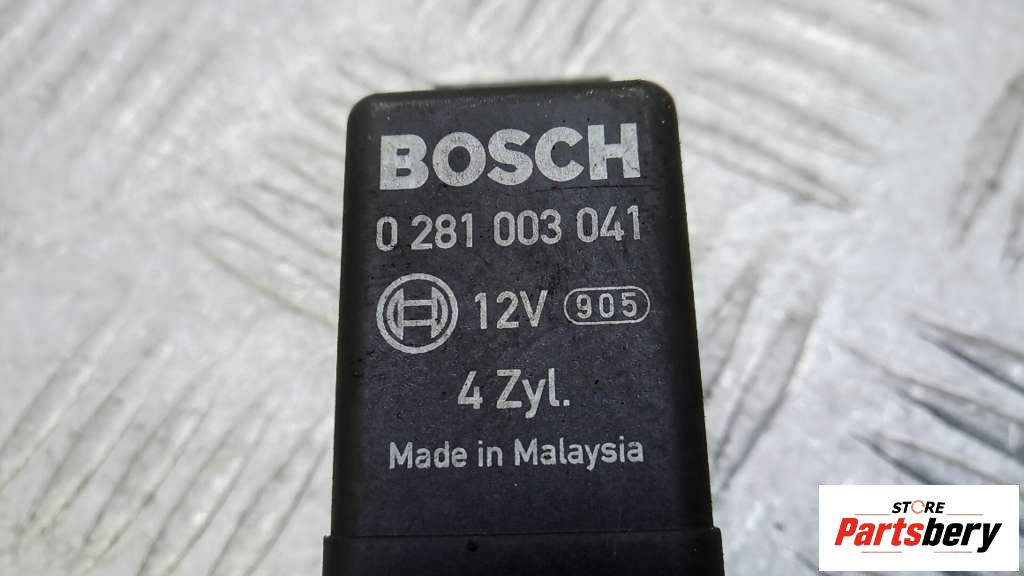 BOSCH
0 281 003 041
12V 905
4 Zyl.
Made in Malaysia
STORE
Partsbery